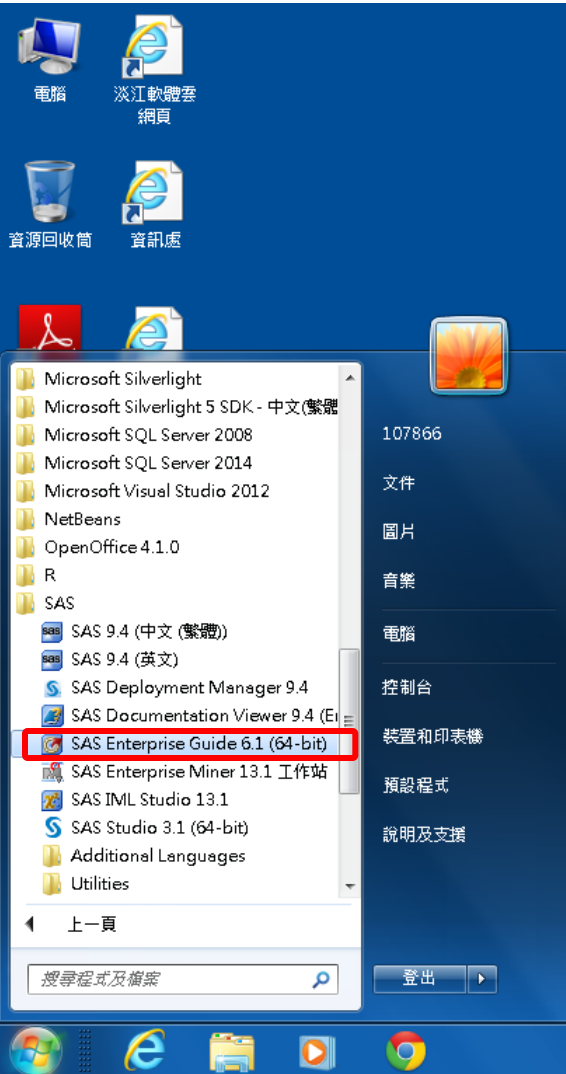 電腦
淡江軟體雲
網頁
資源回收筒
資訊處
Microsoft Silverlight
Microsoft Silverlight 5 SDK - 中文(繁體
Microsoft SQL Server 2008
Microsoft SQL Server 2014
Microsoft Visual Studio 2012
NetBeans
OpenOffice 4.1.0
R
SAS
SAS 9.4 (中文 (繁體))
SAS 9.4 (英文)
SAS Deployment Manager 9.4
SAS Documentation Viewer 9.4 (E
SAS Enterprise Guide 6.1 (64-bit)
SAS Enterprise Miner 13.1 工作站
SAS IML Studio 13.1
SAS Studio 3.1 (64-bit)
Additional Languages
Utilities
上一頁
搜尋程式及檔案
107866
文件
圖片
音樂
電腦
控制台
裝置和印表機
預設程式
說明及支援
登出